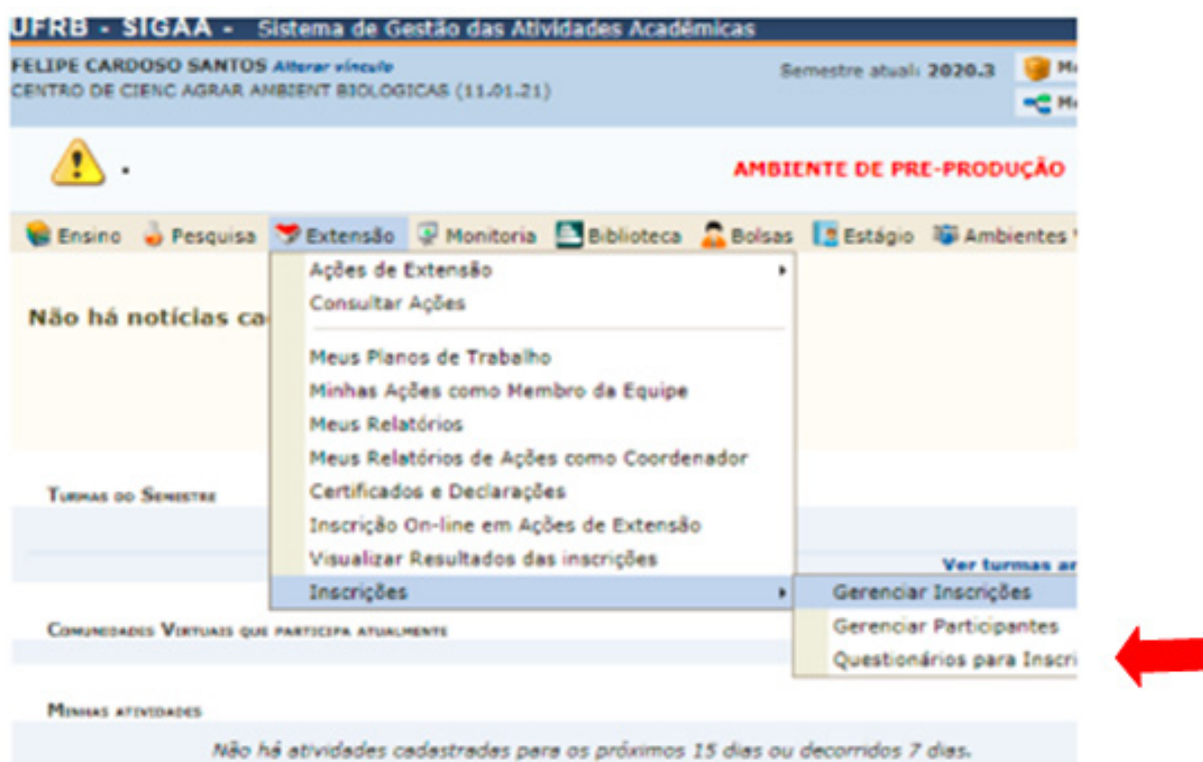 UFRB - SIGAA - Sistema de Gestão das Atividades Acadêmicas
FELIPE CARDOSO SANTOS Alterar vínculo
Semestre atual: 2020.3
CENTRO DE CIENC AGRAR AMBIENT BIOLOGICAS (11.01.21)
AMBIENTE DE PRE-PRODUÇÃO
Ensino Pesquisa Extensão Monitoria Biblioteca Bolsas Estágio Ambientes
Ações de Extensão
Consultar Ações
Não há notícias
Meus Planos de Trabalho
Minhas Ações como Membro da Equipe
Meus Relatórios
Meus Relatórios de Ações como Coordenador
Turmas do Semestre
Certificados e Declarações
Inscrição On-line em Ações de Extensão
Visualizar Resultados das inscrições
Ver turmas
Inscrições
Gerenciar Inscrições
Comunidades Virtuais que participa atualmente
Gerenciar Participantes
Questionários para
Minhas atividades
Não há atividades cadastradas para os próximos 15 dias ou decorridos 7 dias.